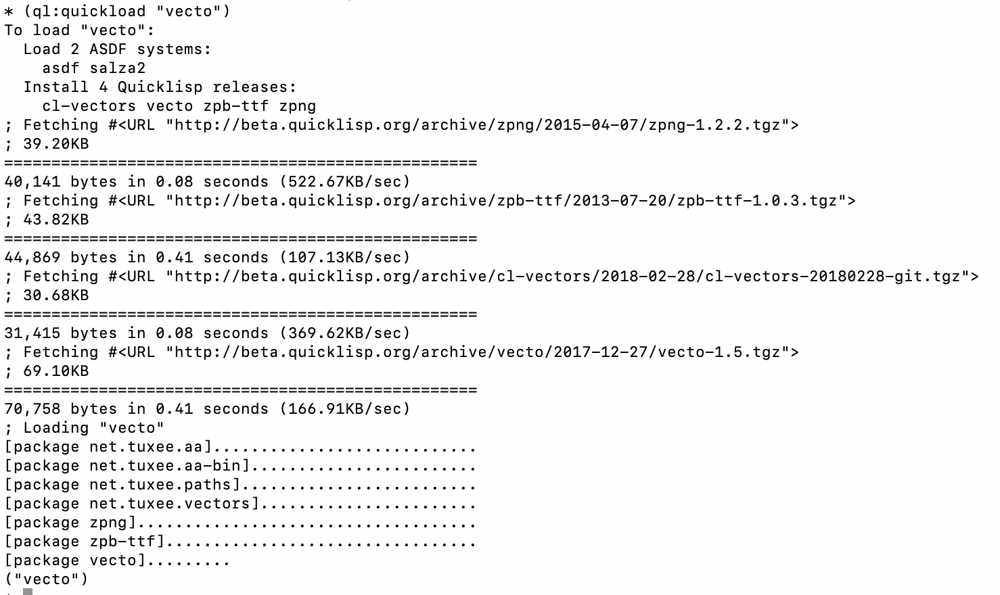 * (ql:quickload "vecto")
To load "vecto":
  Load 2 ASDF systems:
    asdf salza2
  Install 4 Quicklisp releases:
    cl-vectors vecto zpb-ttf zpng
; Fetching #<URL "http://beta.quicklisp.org/archive/zpng/2015-04-07/zpng-1.2.2.tgz">
; 39.20KB
==================================================
40,141 bytes in 0.08 seconds (522.67KB/sec)
; Fetching #<URL "http://beta.quicklisp.org/archive/zpb-ttf/2013-07-20/zpb-ttf-1.0.3.tgz">
; 43.82KB
==================================================
44,869 bytes in 0.41 seconds (107.13KB/sec)
; Fetching #<URL "http://beta.quicklisp.org/archive/cl-vectors/2018-02-28/cl-vectors-20180228-git.tgz">
; 30.68KB
==================================================
31,415 bytes in 0.08 seconds (369.62KB/sec)
; Fetching #<URL "http://beta.quicklisp.org/archive/vecto/2017-12-27/vecto-1.5.tgz">
; 69.10KB
==================================================
70,758 bytes in 0.41 seconds (166.91KB/sec)
; Loading "vecto"
[package net.tuxee.aa]............................
[package net.tuxee.aa-bin]........................
[package net.tuxee.paths].........................
[package net.tuxee.vectors].......................
[package zpng]....................................
[package zpb-ttf].................................
[package vecto].........
("vecto")
*